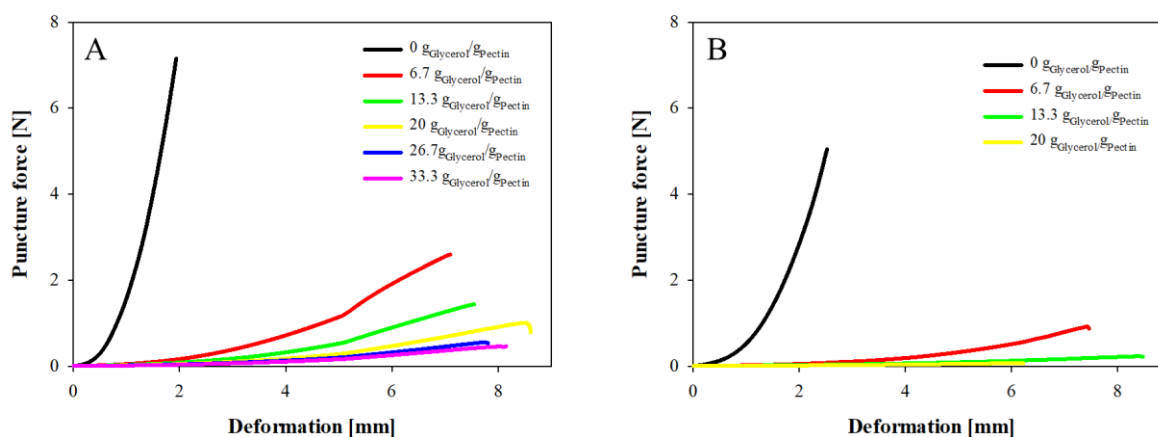 A
0 gGlycerol/gPectin
6.7 gGlycerol/gPectin
13.3 gGlycerol/gPectin
20 gGlycerol/gPectin
26.7gGlycerol/gPectin
33.3 gGlycerol/gPectin
Puncture force [N]
8
6
4
2
0
0 2 4 6 8
Deformation [mm]
B
0 gGlycerol/gPectin
6.7 gGlycerol/gPectin
13.3 gGlycerol/gPectin
20 gGlycerol/gPectin
Puncture force [N]
8
6
4
2
0
0 2 4 6 8
Deformation [mm]